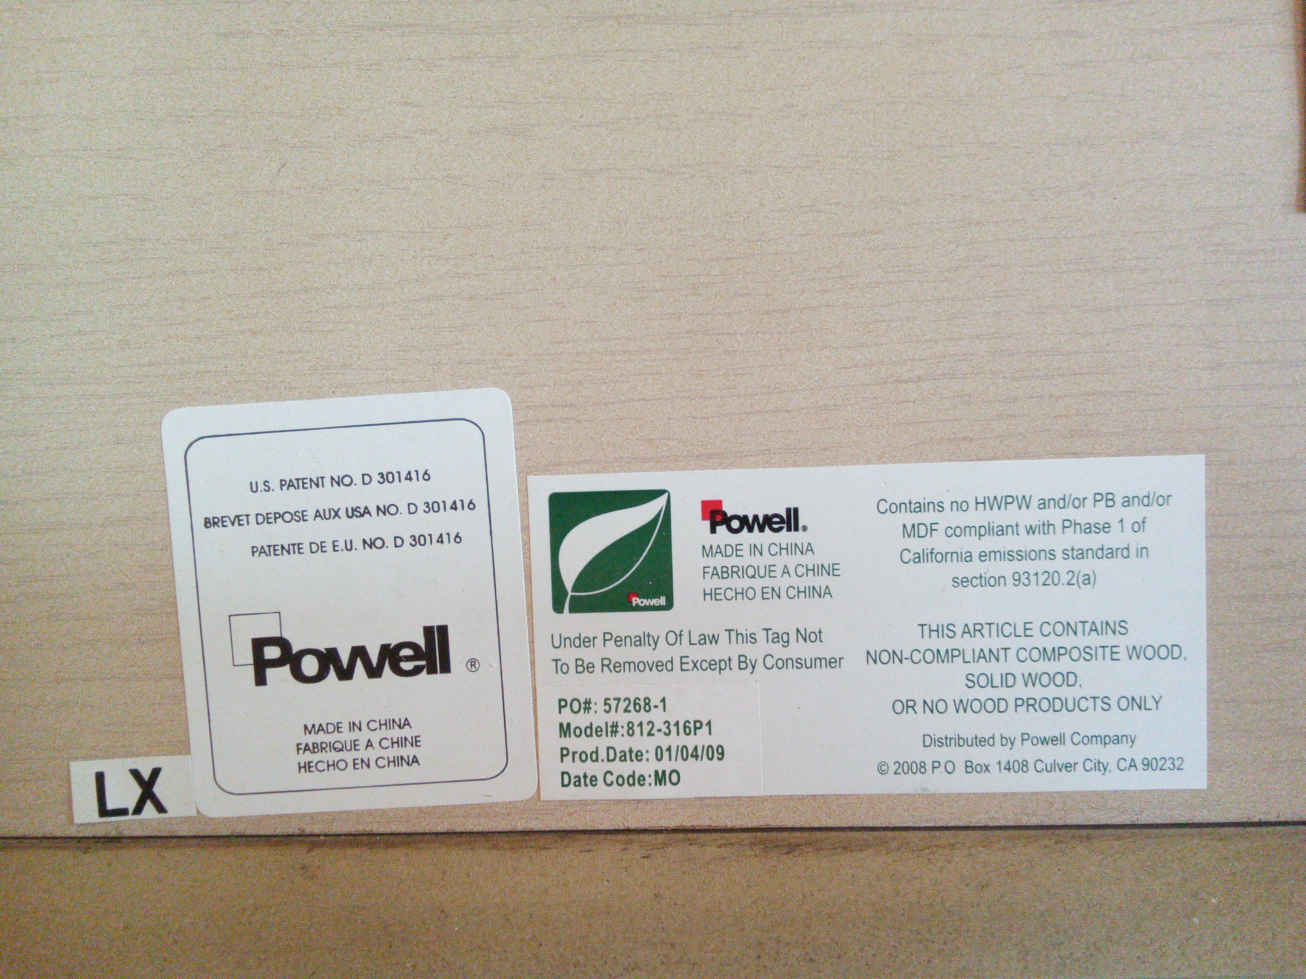 U.S. PATENT NO. D 301416
BREVET DEPOSE AUX USA NO. D 301416
PATENTE DE E.U. NO. D 301416
Powell ®
MADE IN CHINA
FABRIQUE A CHINE
HECHO EN CHINA
LX
Powell
Powell®
MADE IN CHINA
FABRIQUE A CHINE
HECHO EN CHINA
Under Penalty Of Law This Tag Not
To Be Removed Except By Consumer
PO#: 57268-1
Model#:812-316P1
Prod.Date: 01/04/09
Date Code:MO
Contains no HWPW and/or PB and/or
MDF compliant with Phase 1 of
California emissions standard in
section 93120.2(a)
THIS ARTICLE CONTAINS
NON-COMPLIANT COMPOSITE WOOD,
SOLID WOOD,
OR NO WOOD PRODUCTS ONLY
Distributed by Powell Company
© 2008 P.O Box 1408 Culver City, CA 90232